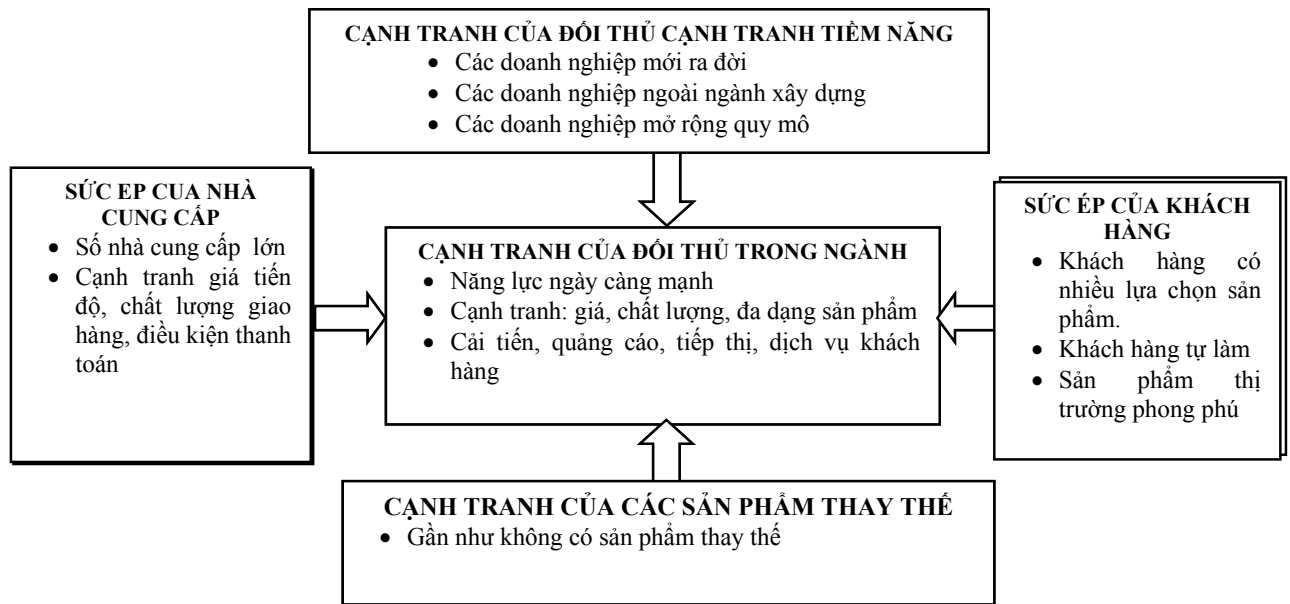 CẠNH TRANH CỦA ĐỐI THỦ CẠNH TRANH TIỀM NĂNG
• Các doanh nghiệp mới ra đời
• Các doanh nghiệp ngoài ngành xây dựng
• Các doanh nghiệp mở rộng quy mô
SỨC EP CUA NHÀ
CUNG CẤP
• Số nhà cung cấp lớn
• Cạnh tranh giá tiến
độ, chất lượng giao
hàng, điều kiện thanh
toán
CẠNH TRANH CỦA ĐỐI THỦ TRONG NGÀNH
• Năng lực ngày càng mạnh
• Cạnh tranh: giá, chất lượng, đa dạng sản phẩm
• Cải tiến, quảng cáo, tiếp thị, dịch vụ khách
hàng
SỨC ÉP CỦA KHÁCH
HÀNG
• Khách hàng có
nhiều lựa chọn sản
phẩm.
• Khách hàng tự làm
• Sản phẩm thị
trường phong phú
CẠNH TRANH CỦA CÁC SẢN PHẨM THAY THẾ
• Gần như không có sản phẩm thay thế